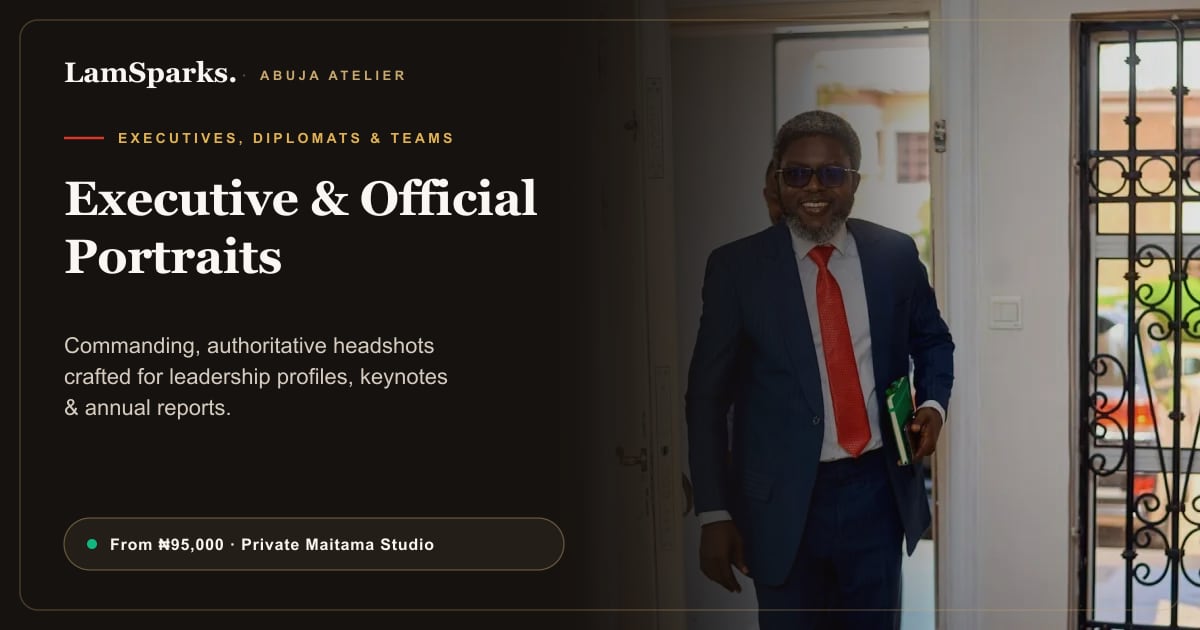 LamSparks. · ABUJA ATELIER
EXECUTIVES, DIPLOMATS & TEAMS
Executive & Official
Portraits
Commanding, authoritative headshots
crafted for leadership profiles, keynotes
& annual reports.
From ₦95,000 · Private Maitama Studio